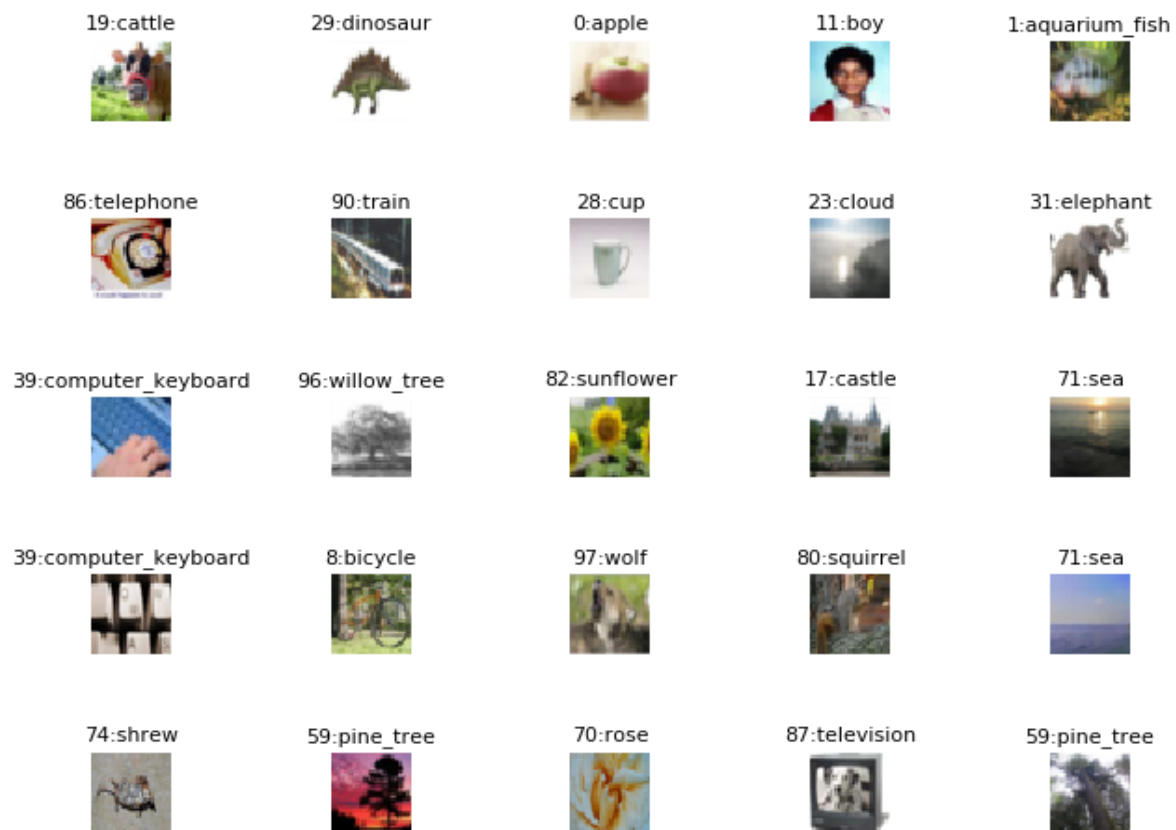 19:cattle 29:dinosaur 0:apple 11:boy 1:aquarium_fish
86:telephone 90:train 28:cup 23:cloud 31:elephant
39:computer_keyboard 96:willow_tree 82:sunflower 17:castle 71:sea
39:computer_keyboard 8:bicycle 97:wolf 80:squirrel 71:sea
74:shrew 59:pine_tree 70:rose 87:television 59:pine_tree